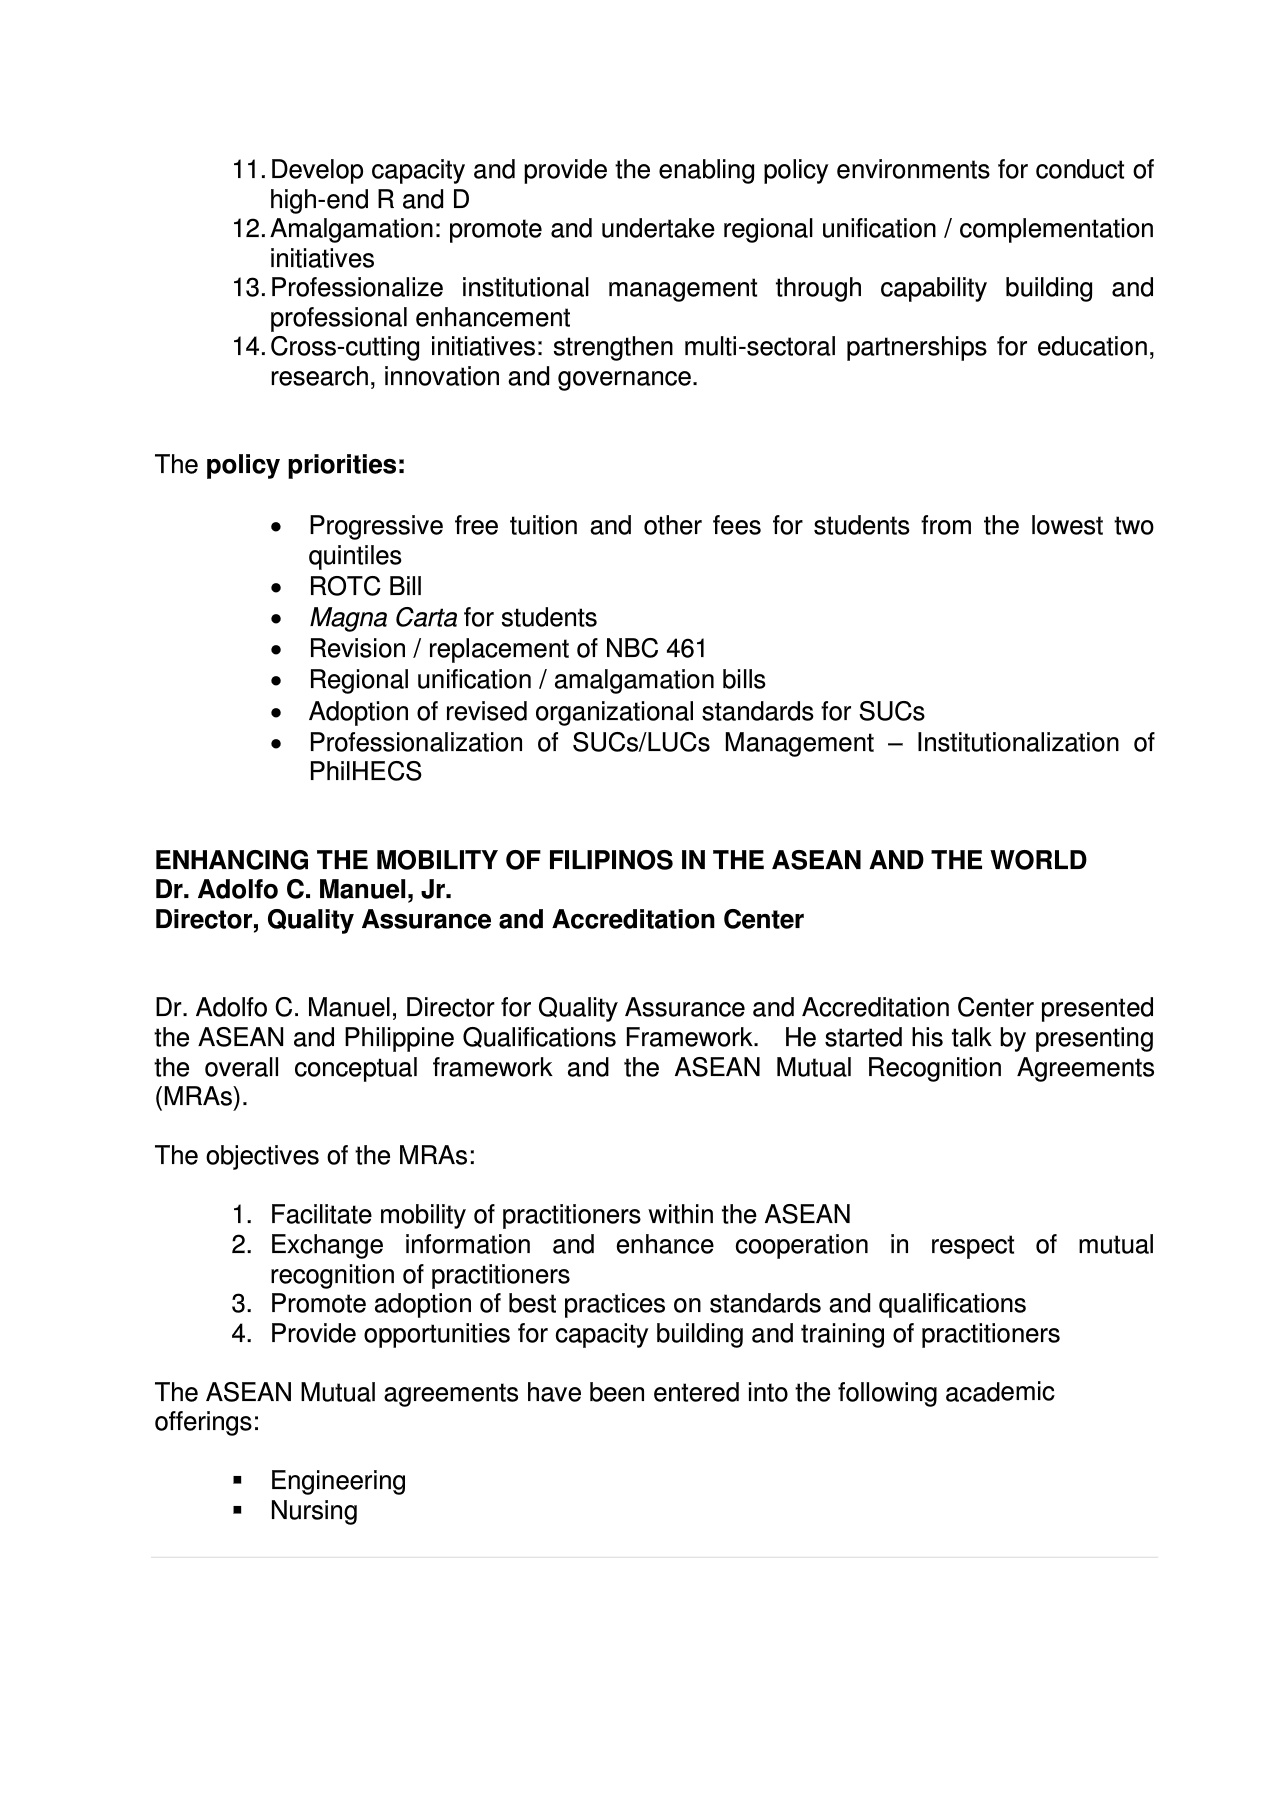 11. Develop capacity and provide the enabling policy environments for conduct of
high-end R and D
12. Amalgamation: promote and undertake regional unification / complementation
initiatives
13. Professionalize institutional management through capability building and
professional enhancement
14. Cross-cutting initiatives: strengthen multi-sectoral partnerships for education,
research, innovation and governance.
The policy priorities:
• Progressive free tuition and other fees for students from the lowest two
quintiles
• ROTC Bill
• Magna Carta for students
• Revision / replacement of NBC 461
• Regional unification / amalgamation bills
• Adoption of revised organizational standards for SUCs
• Professionalization of SUCs/LUCs Management – Institutionalization of
PhilHECS
ENHANCING THE MOBILITY OF FILIPINOS IN THE ASEAN AND THE WORLD
Dr. Adolfo C. Manuel, Jr.
Director, Quality Assurance and Accreditation Center
Dr. Adolfo C. Manuel, Director for Quality Assurance and Accreditation Center presented
the ASEAN and Philippine Qualifications Framework. He started his talk by presenting
the overall conceptual framework and the ASEAN Mutual Recognition Agreements
(MRAs).
The objectives of the MRAs:
1. Facilitate mobility of practitioners within the ASEAN
2. Exchange information and enhance cooperation in respect of mutual
recognition of practitioners
3. Promote adoption of best practices on standards and qualifications
4. Provide opportunities for capacity building and training of practitioners
The ASEAN Mutual agreements have been entered into the following academic
offerings:
▪ Engineering
▪ Nursing